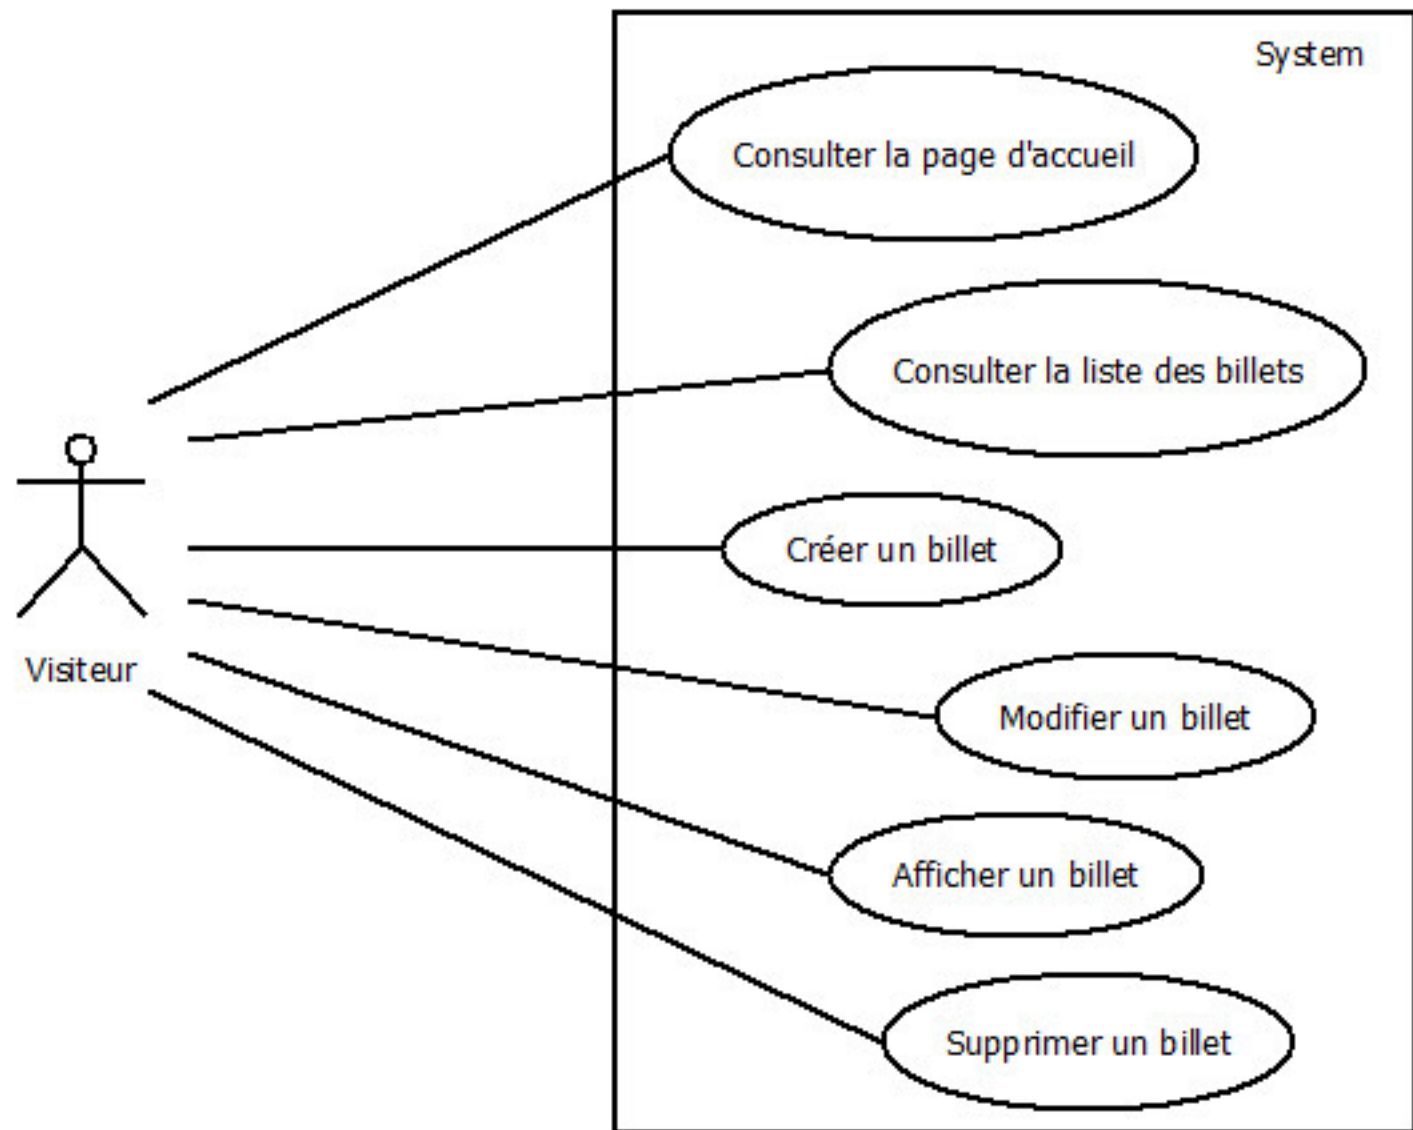 System
Consulter la page d'accueil
Consulter la liste des billets
Créer un billet
Visiteur
Modifier un billet
Afficher un billet
Supprimer un billet